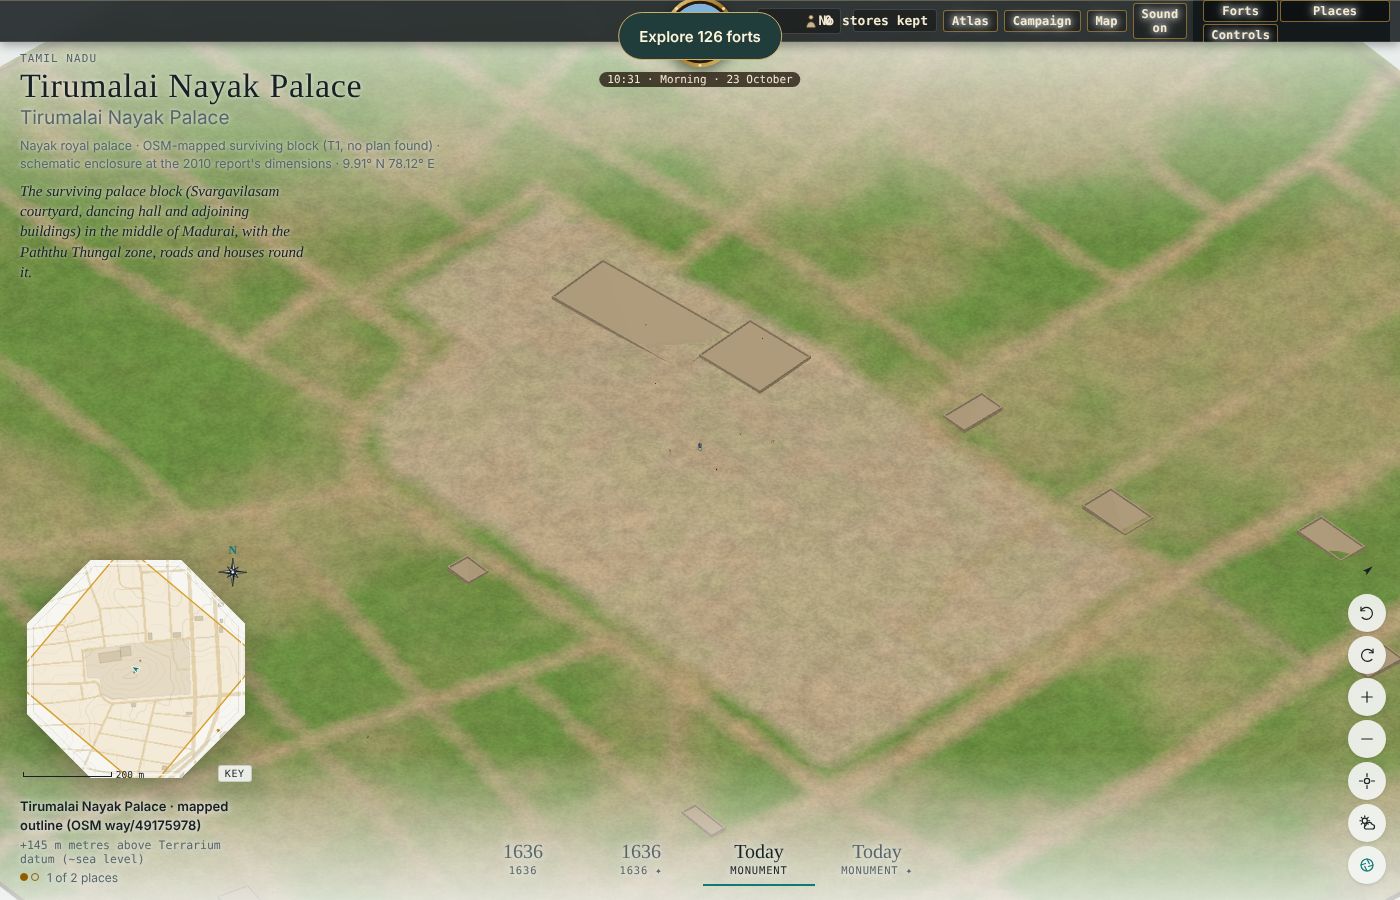 Explore 126 forts
stores kept
Atlas
Campaign
Map
Sound
on
Forts
Places
Controls
10:31 · Morning · 23 October
TAMIL NADU
Tirumalai Nayak Palace
Tirumalai Nayak Palace
Nayak royal palace · OSM-mapped surviving block (T1, no plan found) ·
schematic enclosure at the 2010 report's dimensions · 9.91° N 78.12° E
The surviving palace block (Svargavilasam
courtyard, dancing hall and adjoining
buildings) in the middle of Madurai, with the
Paththu Thungal zone, roads and houses round
it.
N
200 m
KEY
Tirumalai Nayak Palace · mapped
outline (OSM way/49175978)
+145 m metres above Terrarium
datum (~sea level)
1 of 2 places
1636
1636
1636
1636 ✦
Today
MONUMENT
Today
MONUMENT ✦